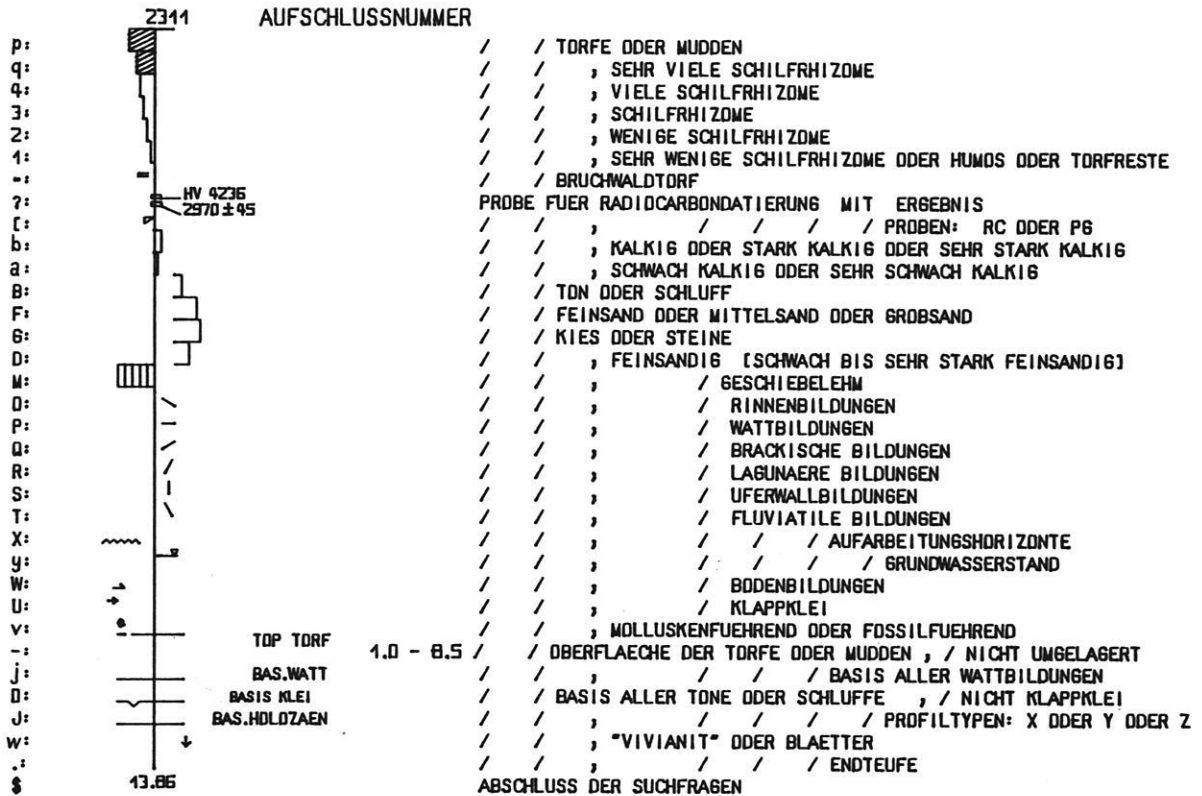 2311 AUFSCHLUSSNUMMER
p: / / TORFE ODER MUDDEN
q: / / , SEHR VIELE SCHILFRHIZOME
4: / / , VIELE SCHILFRHIZOME
3: / / , SCHILFRHIZOME
2: / / , WENIGE SCHILFRHIZOME
1: / / , SEHR WENIGE SCHILFRHIZOME ODER HUMOS ODER TORFRESTE
=: / / BRUCHWALDTORF
?: HV 4236 PROBE FUER RADIOCARBONDATIERUNG MIT ERGEBNIS
2970 ± 45
[: / / , / / / / PROBEN: RC ODER PG
b: / / , KALKIG ODER STARK KALKIG ODER SEHR STARK KALKIG
a: / / , SCHWACH KALKIG ODER SEHR SCHWACH KALKIG
B: / / TON ODER SCHLUFF
F: / / FEINSAND ODER MITTELSAND ODER GROBSAND
G: / / KIES ODER STEINE
D: / / , FEINSANDIG [SCHWACH BIS SEHR STARK FEINSANDIG]
M: / / , / GESCHIEBELEHM
O: / / , / RINNENBILDUNGEN
P: / / , / WATTBILDUNGEN
Q: / / , / BRACKISCHE BILDUNGEN
R: / / , / LAGUNAERE BILDUNGEN
S: / / , / UFERWALLBILDUNGEN
T: / / , / FLUVIATILE BILDUNGEN
X: / / , / / / AUFARBEITUNGSHORIZONTE
y: / / , / / / / GRUNDWASSERSTAND
W: / / , / BODENBILDUNGEN
U: / / , / KLAPPKLEI
v: / / , MOLLUSKENFUEHREND ODER FOSSILFUEHREND
-: TOP TORF 1.0 - 8.5 / / OBERFLAECHE DER TORFE ODER MUDDEN , / NICHT UMGELAGERT
j: BAS.WATT / / , / / / BASIS ALLER WATTBILDUNGEN
D: BASIS KLEI / / BASIS ALLER TONE ODER SCHLUFFE , / NICHT KLAPPKLEI
J: BAS.HOLOZAEN / / , / / / / PROFILTYPEN: X ODER Y ODER Z
w: / / , "VIVIANIT" ODER BLAETTER
.: / / , / / / ENDTEUFE
$ 13.86 ABSCHLUSS DER SUCHFRAGEN